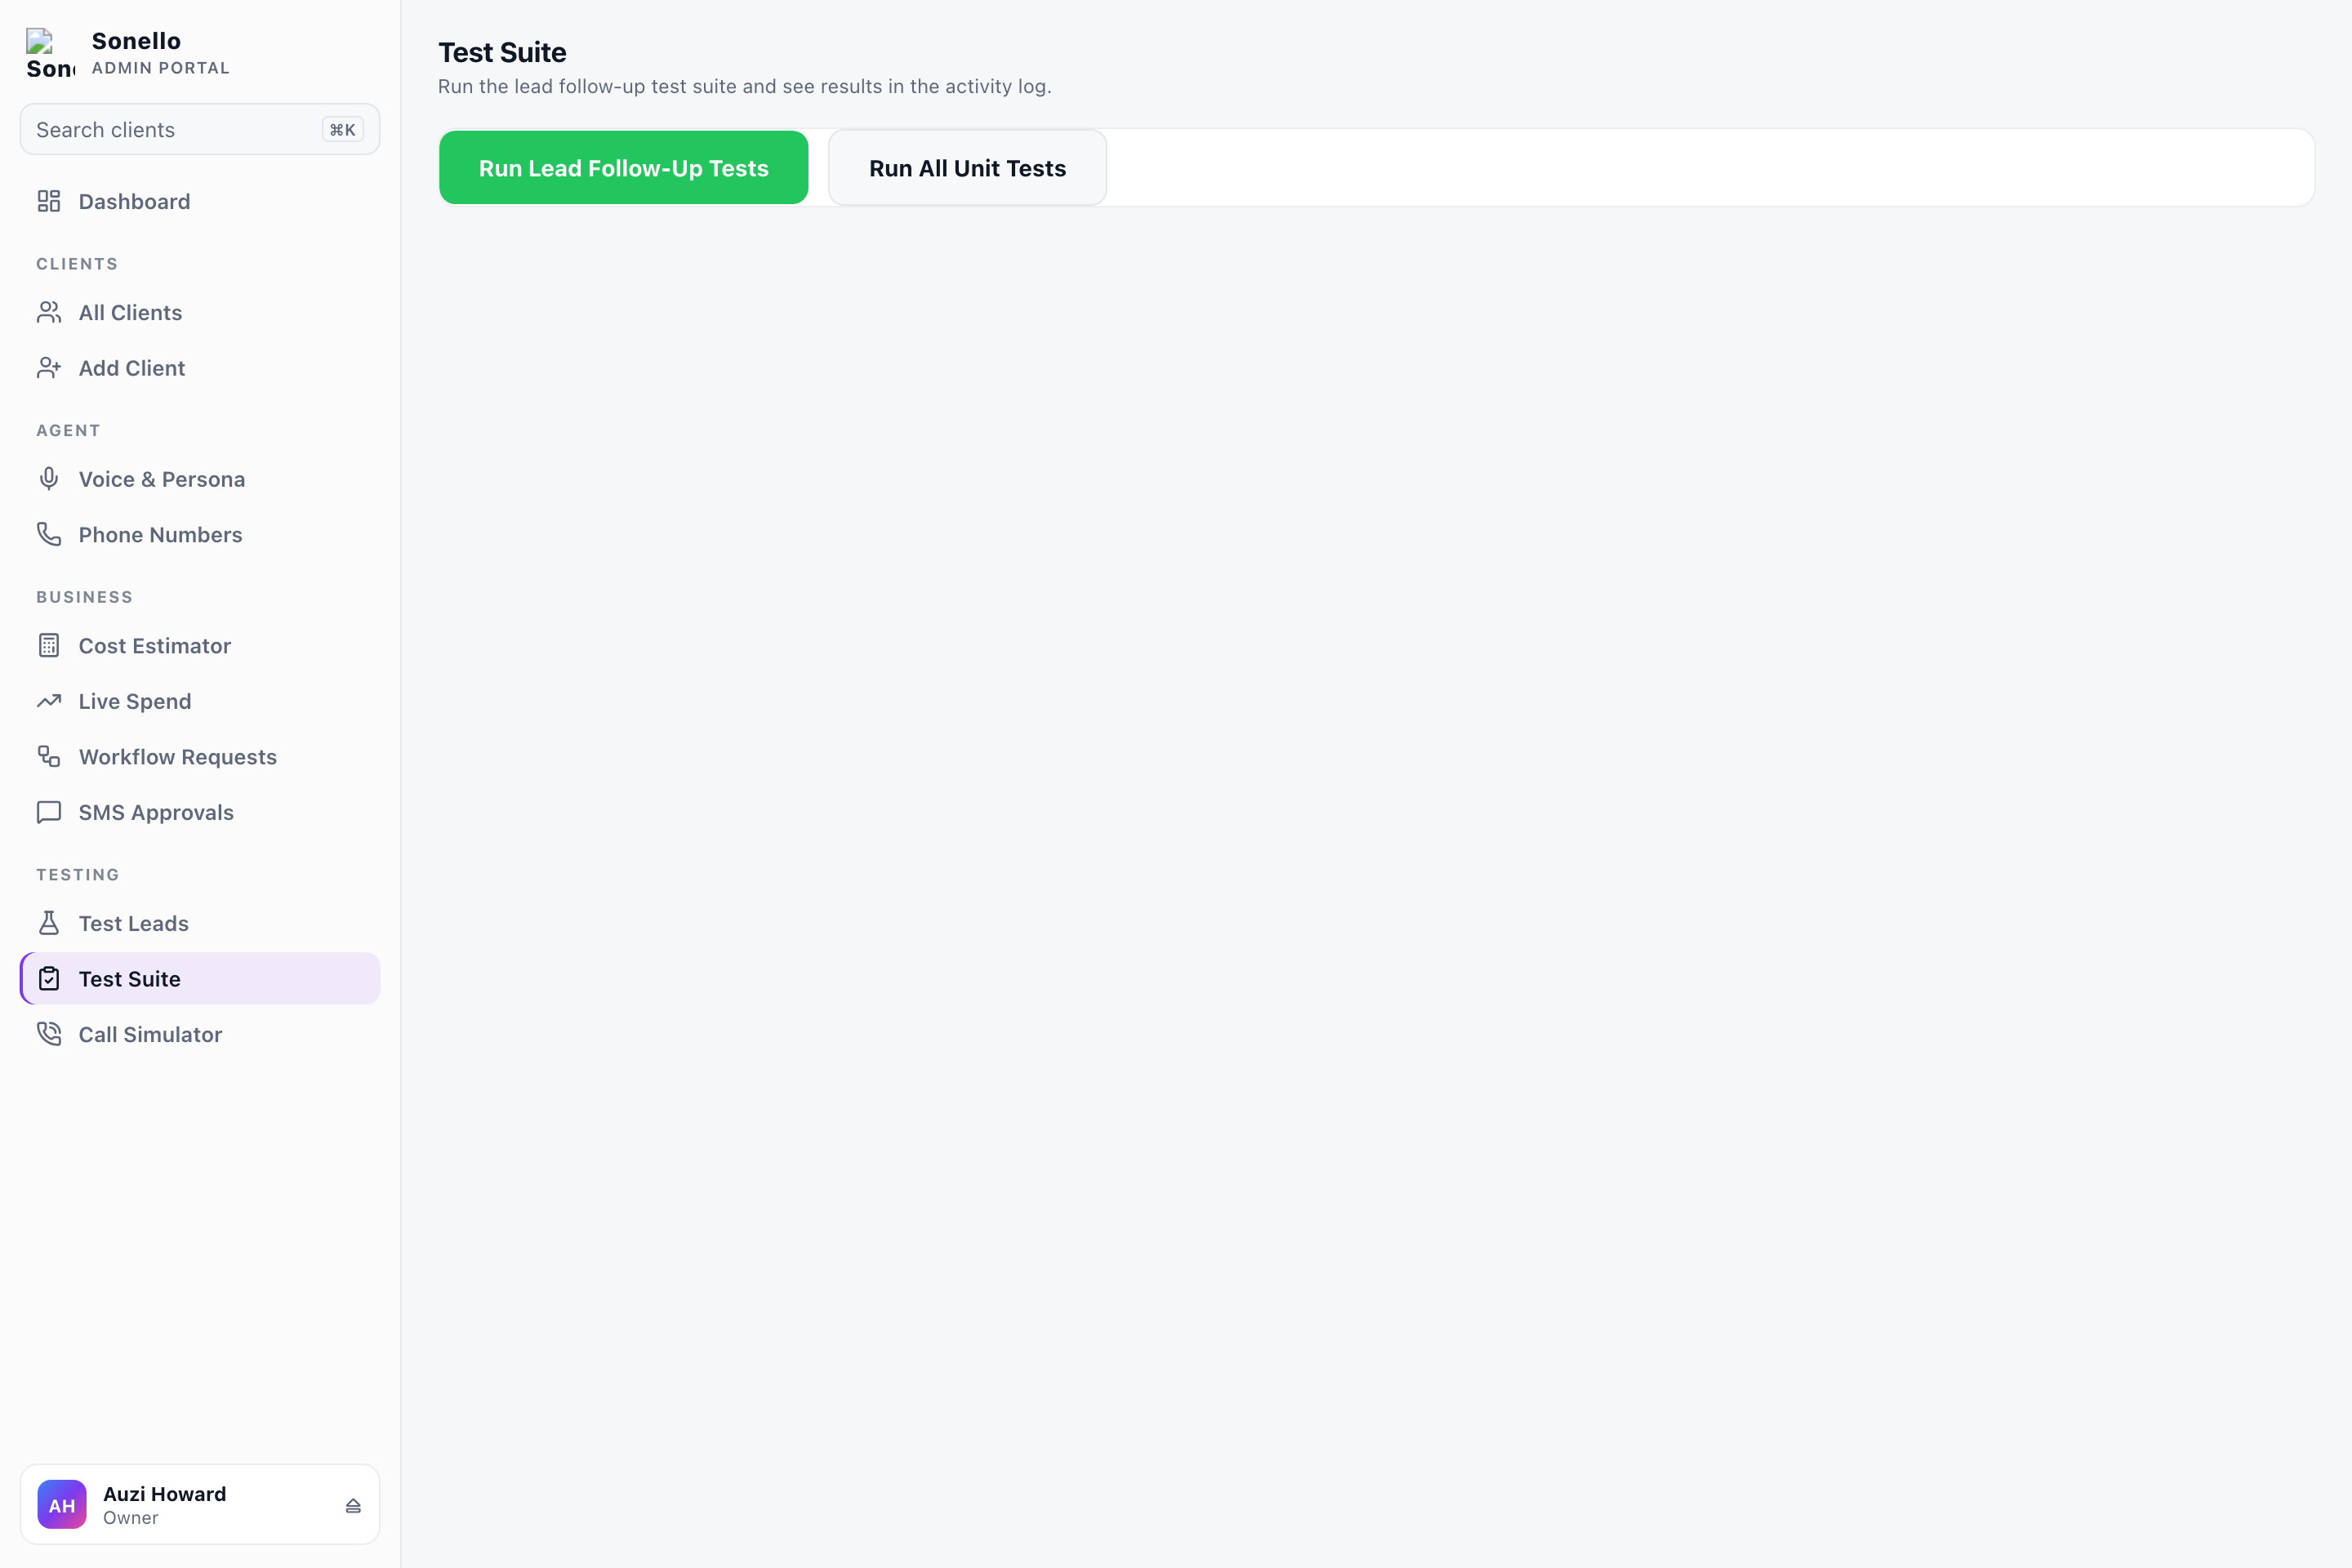 Sonello
Son
ADMIN PORTAL
Search clients
⌘K
Dashboard
CLIENTS
All Clients
Add Client
AGENT
Voice & Persona
Phone Numbers
BUSINESS
Cost Estimator
Live Spend
Workflow Requests
SMS Approvals
TESTING
Test Leads
Test Suite
Call Simulator
AH
Auzi Howard
Owner
Test Suite
Run the lead follow-up test suite and see results in the activity log.
Run Lead Follow-Up Tests
Run All Unit Tests